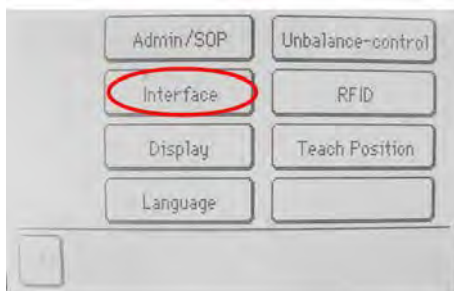 Admin/SOP Unbalance-control
Interface RFID
Display Teach Position
Language